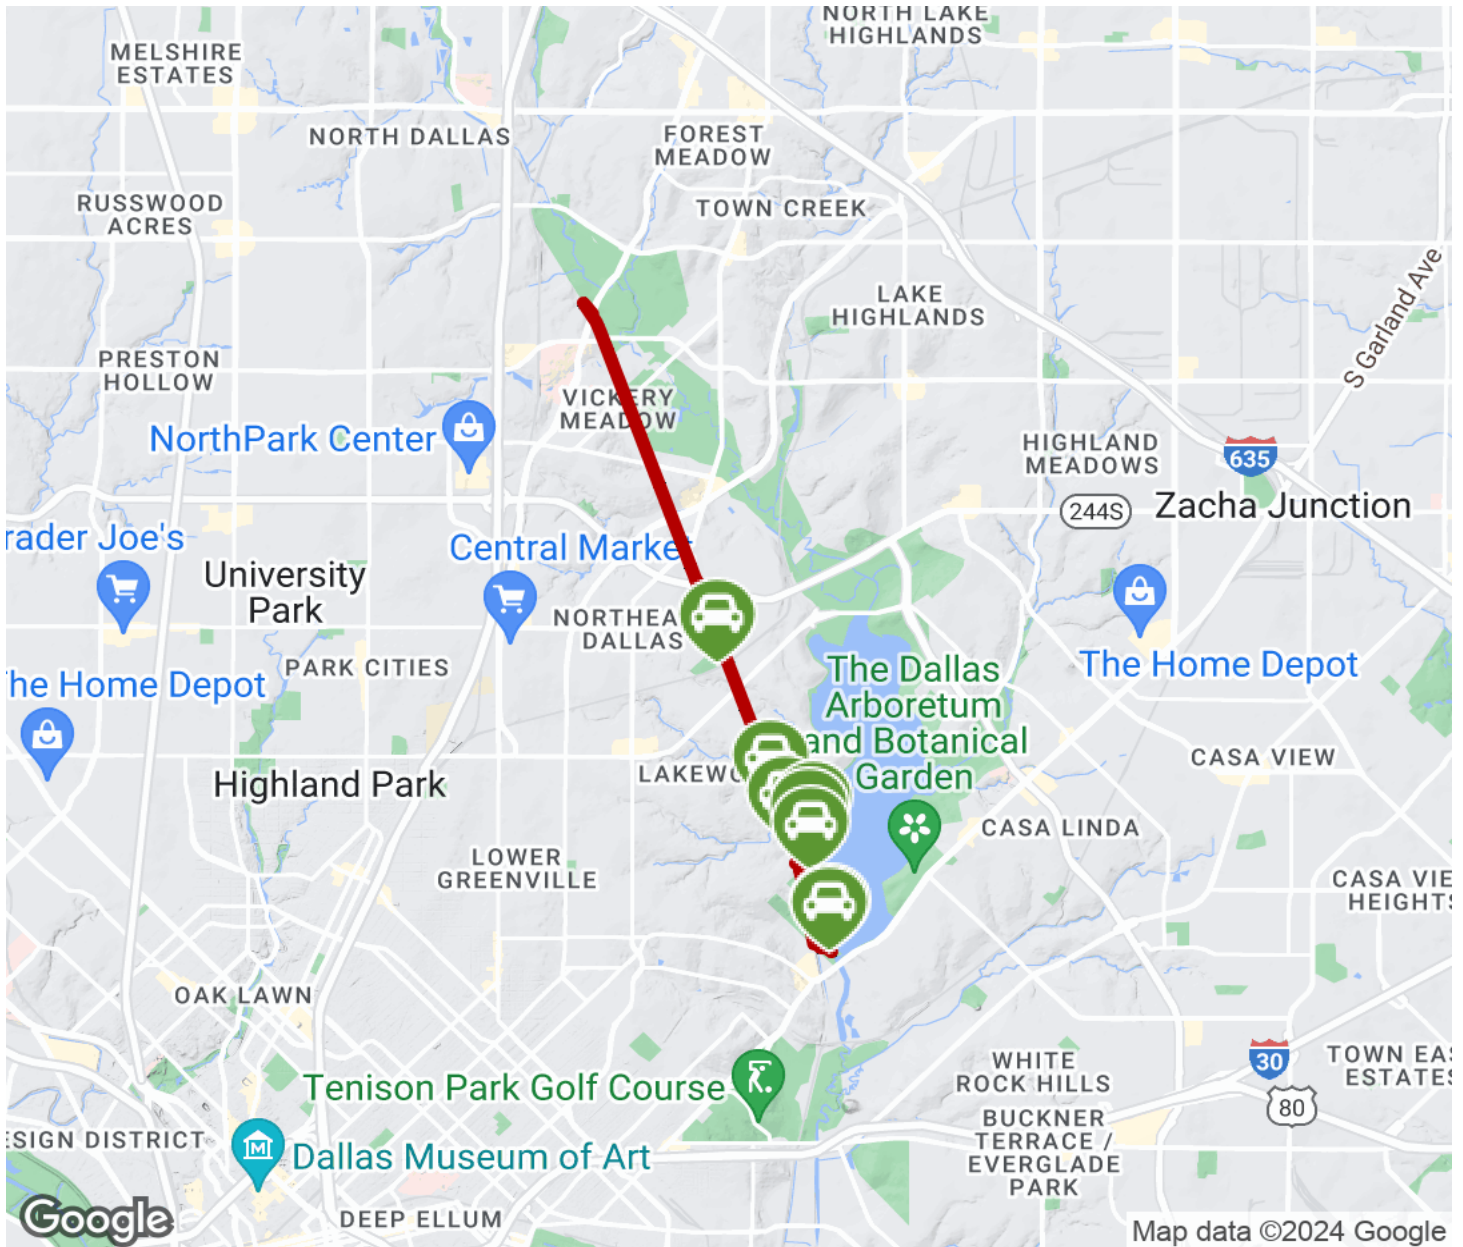 NORTH LAKE
HIGHLANDS
MELSHIRE
ESTATES
NORTH DALLAS
FOREST
MEADOW
RUSSWOOD
ACRES
TOWN CREEK
LAKE
HIGHLANDS
S Garland Ave
PRESTON
HOLLOW
VICKERY
MEADOW
NorthPark Center
HIGHLAND
MEADOWS
635
244S
Zacha Junction
rader Joe's
Central Market
University
Park
NORTHEA
DALLAS
PARK CITIES
The Dallas
Arboretum
and Botanical
Garden
The Home Depot
he Home Depot
LAKEWO
CASA VIEW
Highland Park
CASA LINDA
LOWER
GREENVILLE
CASA VIE
HEIGHTS
OAK LAWN
WHITE
ROCK HILLS
30
TOWN EAS
ESTATES
Tenison Park Golf Course
80
BUCKNER
TERRACE /
EVERGLADE
PARK
ESIGN DISTRICT
M
Dallas Museum of Art
DEEP ELLUM
Google
Map data ©2024 Google